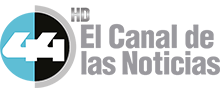 44
HD
El Canal de
las Noticias